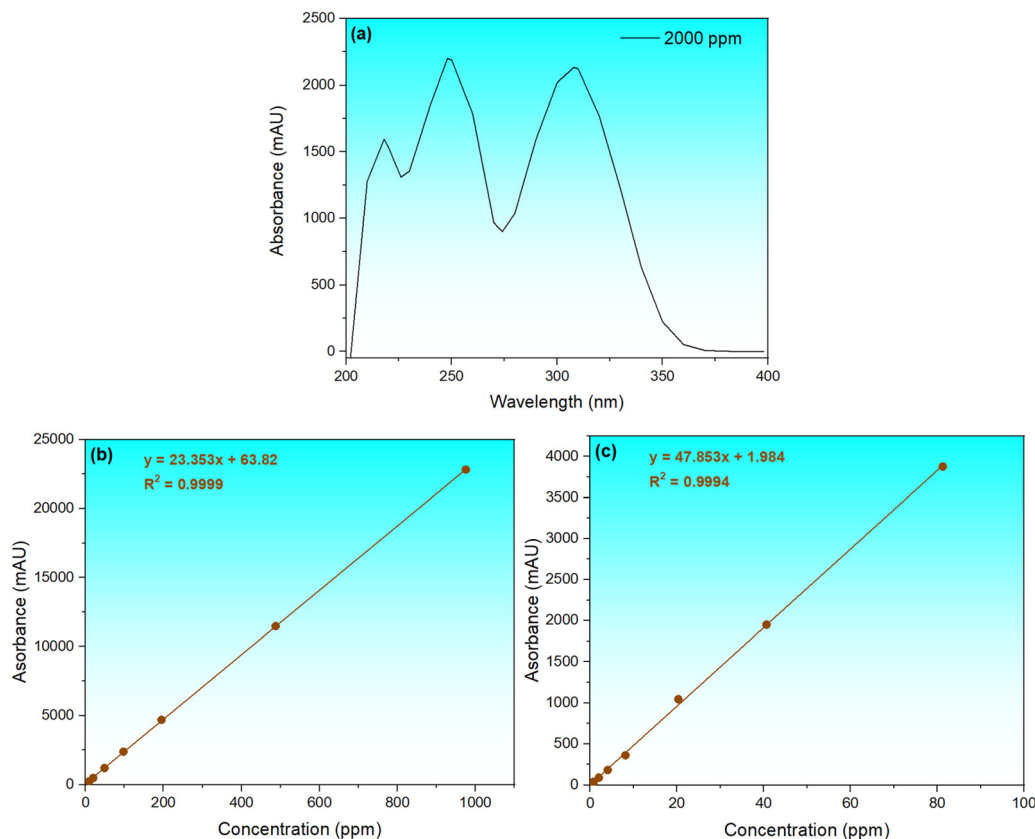 (a)
2000 ppm
2500
2000
1500
1000
500
0
Absorbance (mAU)
200
250
300
350
400
Wavelength (nm)
(b)
y = 23.353x + 63.82
R² = 0.9999
25000
20000
15000
10000
5000
0
Asorbance (mAU)
0
200
400
600
800
1000
Concentration (ppm)
(c)
y = 47.853x + 1.984
R² = 0.9994
4000
3500
3000
2500
2000
1500
1000
500
0
Asorbance (mAU)
0
20
40
60
80
100
Concentration (ppm)